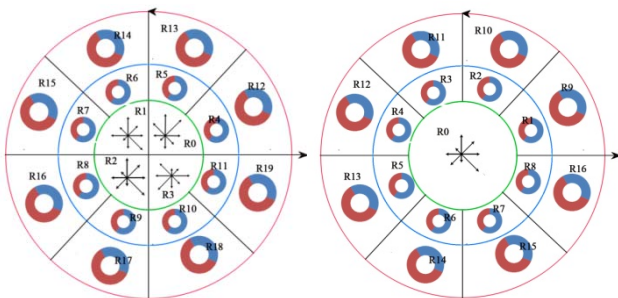 R14 R13
R15 R6 R5 R12
R7 R1 R4
R0
R8 R2 R11
R16 R3 R19
R9 R10
R17 R18
R11 R10
R12 R3 R2 R9
R4 R0 R1
R5 R8
R13 R16
R6 R7
R14 R15